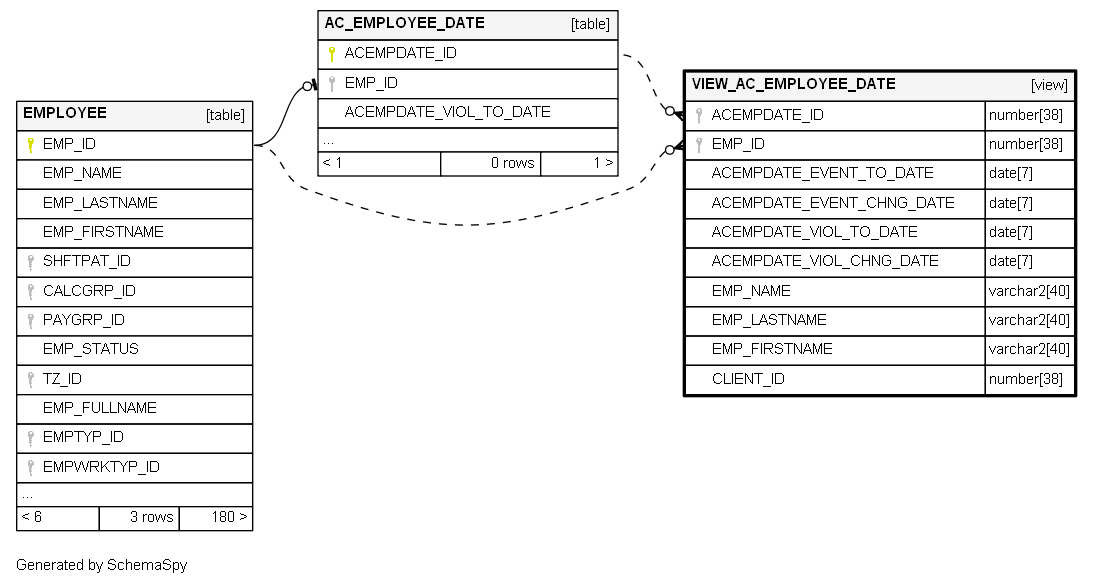 AC_EMPLOYEE_DATE [table]
ACEMPDATE_ID
EMP_ID
ACEMPDATE_VIOL_TO_DATE
...
< 1 0 rows 1 >
EMPLOYEE [table]
EMP_ID
EMP_NAME
EMP_LASTNAME
EMP_FIRSTNAME
SHFTPAT_ID
CALCGRP_ID
PAYGRP_ID
EMP_STATUS
TZ_ID
EMP_FULLNAME
EMPTYP_ID
EMPWRKTYP_ID
...
< 6 3 rows 180 >
VIEW_AC_EMPLOYEE_DATE [view]
ACEMPDATE_ID number[38]
EMP_ID number[38]
ACEMPDATE_EVENT_TO_DATE date[7]
ACEMPDATE_EVENT_CHNG_DATE date[7]
ACEMPDATE_VIOL_TO_DATE date[7]
ACEMPDATE_VIOL_CHNG_DATE date[7]
EMP_NAME varchar2[40]
EMP_LASTNAME varchar2[40]
EMP_FIRSTNAME varchar2[40]
CLIENT_ID number[38]
Generated by SchemaSpy